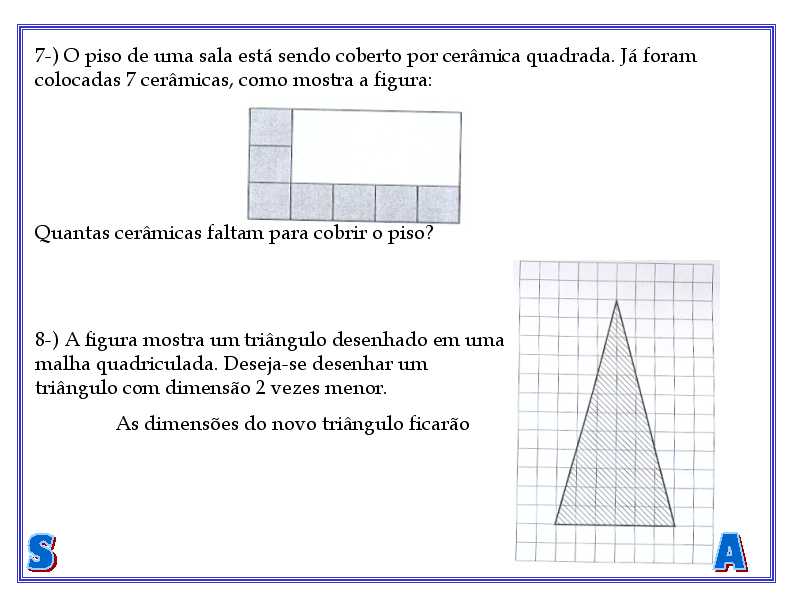 7-) O piso de uma sala está sendo coberto por cerâmica quadrada. Já foram
colocadas 7 cerâmicas, como mostra a figura:
Quantas cerâmicas faltam para cobrir o piso?
8-) A figura mostra um triângulo desenhado em uma
malha quadriculada. Deseja-se desenhar um
triângulo com dimensão 2 vezes menor.
As dimensões do novo triângulo ficarão
S
A